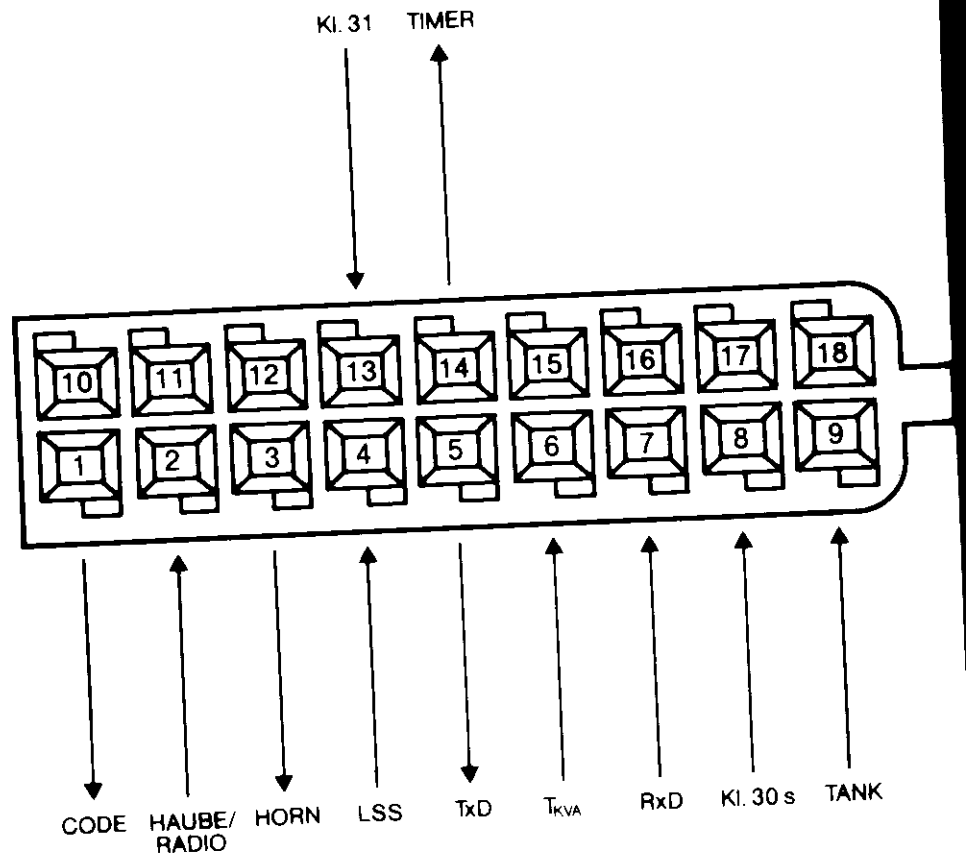 Kl. 31 TIMER
10 11 12 13 14 15 16 17 18
1 2 3 4 5 6 7 8 9
CODE HAUBE/ HORN LSS TxD TKVA RxD Kl. 30 s TANK
RADIO